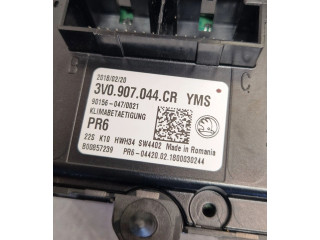 2018/02/20
3V0.907.044.CR YMS
90156-047/0021
KLIMABETAETIGUNG
PR6
22S K10 HWH34 SW4402 Made in Romania
B00057239 PR6-04420.02.1800030244
C